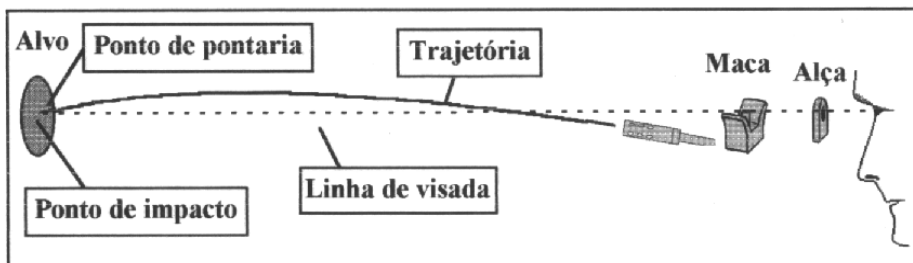 Alvo
Ponto de pontaria
Trajetória
Maca
Alça
Linha de visada
Ponto de impacto